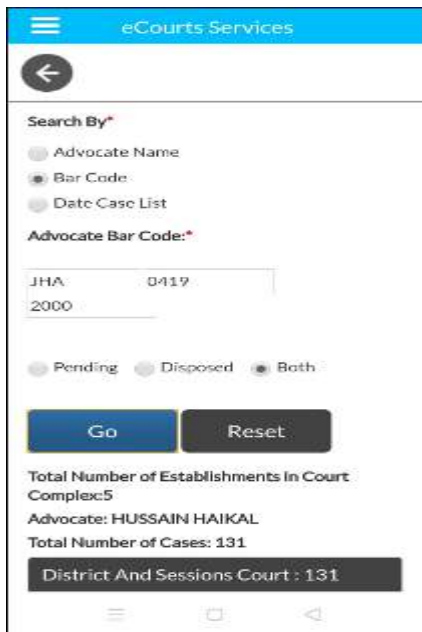 eCourts Services
Search By*
Advocate Name
Bar Code
Date Case List
Advocate Bar Code:*
JHA 0419
2000
Pending Disposed Both
Go Reset
Total Number of Establishments in Court
Complex:5
Advocate: HUSSAIN HAIKAL
Total Number of Cases: 131
District And Sessions Court : 131